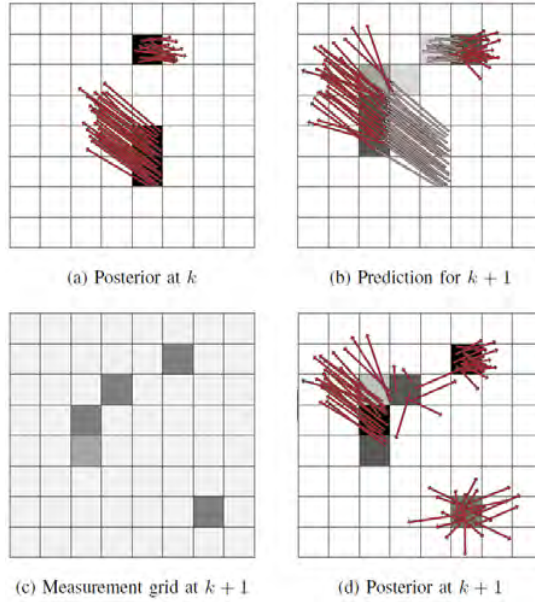 (a) Posterior at k
(b) Prediction for k + 1
(c) Measurement grid at k + 1
(d) Posterior at k + 1